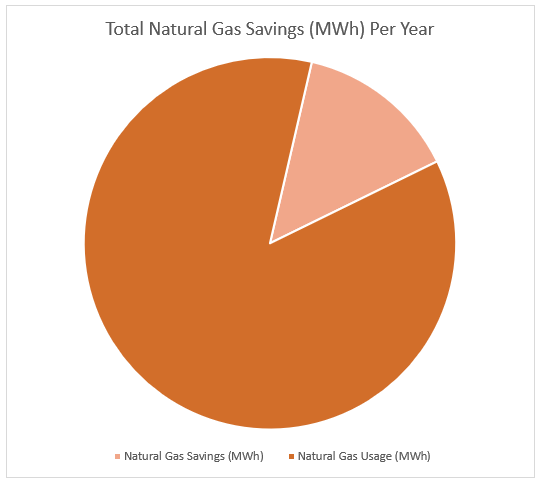 Total Natural Gas Savings (MWh) Per Year
Natural Gas Savings (MWh) Natural Gas Usage (MWh)